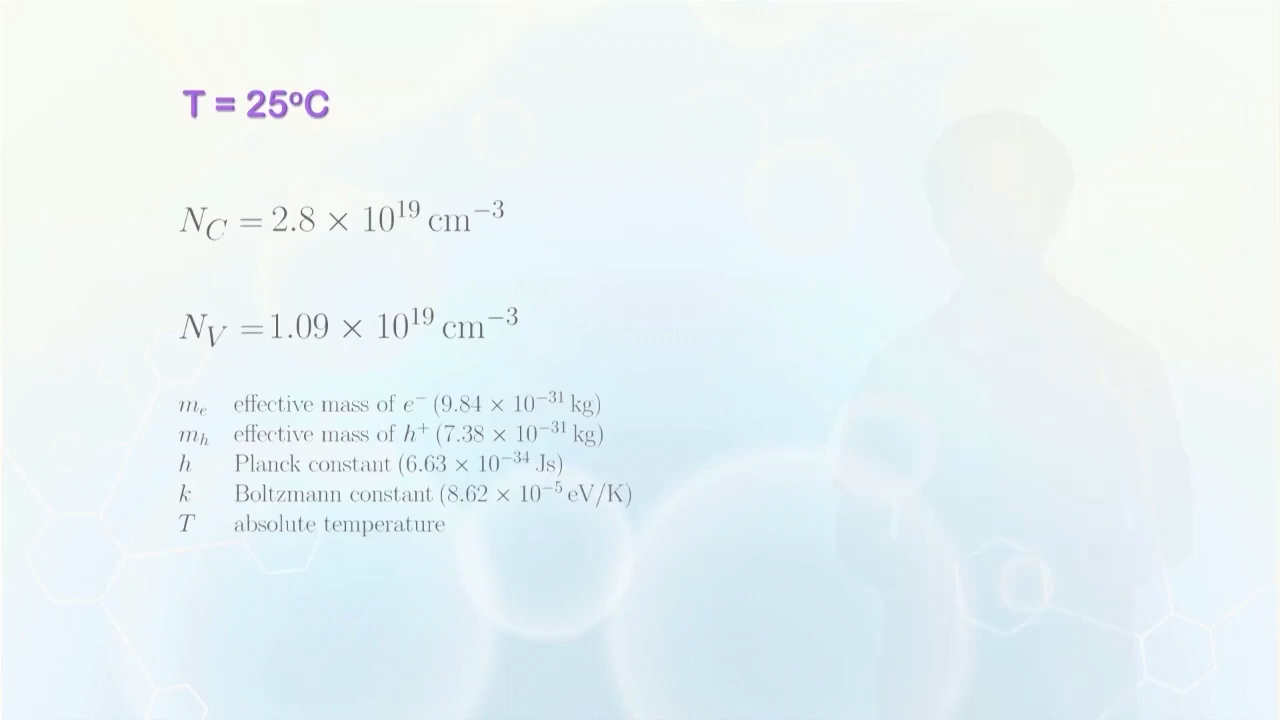 T = 25ºC
N_C = 2.8 × 10^19 cm^−3
N_V = 1.09 × 10^19 cm^−3
m_e effective mass of e^− (9.84 × 10^−31 kg)
m_h effective mass of h^+ (7.38 × 10^−31 kg)
h Planck constant (6.63 × 10^−34 Js)
k Boltzmann constant (8.62 × 10^−5 eV/K)
T absolute temperature